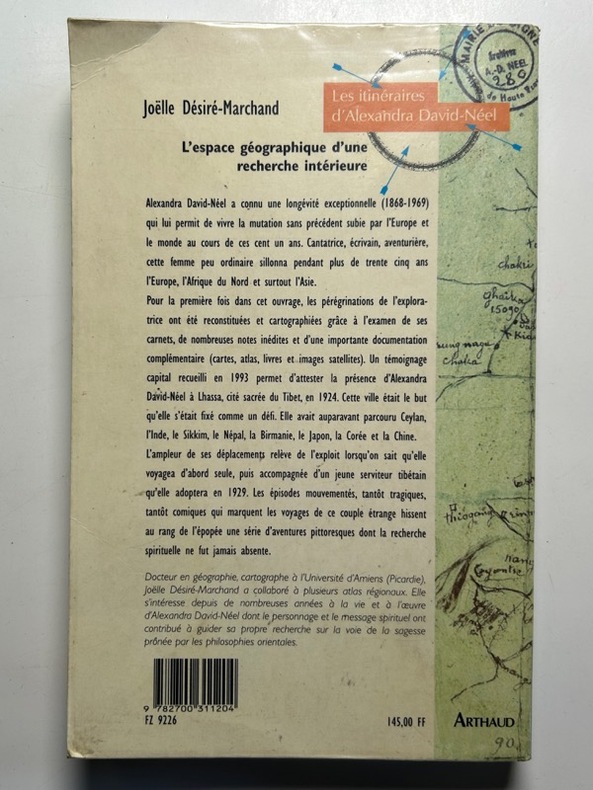 MAIRIE DE DIGNE
Archives
A.-D. NEEL
280
de Haute
Les itinéraires
d'Alexandra David-Néel
Joëlle Désiré-Marchand
L'espace géographique d'une
recherche intérieure
Alexandra David-Néel a connu une longévité exceptionnelle (1868-1969)
qui lui permit de vivre la mutation sans précédent subie par l'Europe et
le monde au cours de ces cent un ans. Cantatrice, écrivain, aventurière,
cette femme peu ordinaire sillonna pendant plus de trente cinq ans
l'Europe, l'Afrique du Nord et surtout l'Asie.
Pour la première fois dans cet ouvrage, les pérégrinations de l'explora-
trice ont été reconstituées et cartographiées grâce à l'examen de ses
carnets, de nombreuses notes inédites et d'une importante documentation
complémentaire (cartes, atlas, livres et images satellites). Un témoignage
capital recueilli en 1993 permet d'attester la présence d'Alexandra
David-Néel à Lhassa, cité sacrée du Tibet, en 1924. Cette ville était le but
qu'elle s'était fixé comme un défi. Elle avait auparavant parcouru Ceylan,
l'Inde, le Sikkim, le Népal, la Birmanie, le Japon, la Corée et la Chine.
L'ampleur de ses déplacements relève de l'exploit lorsqu'on sait qu'elle
voyagea d'abord seule, puis accompagnée d'un jeune serviteur tibétain
qu'elle adoptera en 1929. Les épisodes mouvementés, tantôt tragiques,
tantôt comiques qui marquent les voyages de ce couple étrange hissent
au rang de l'épopée une série d'aventures pittoresques dont la recherche
spirituelle ne fut jamais absente.
Docteur en géographie, cartographe à l'Université d'Amiens (Picardie),
Joëlle Désiré-Marchand a collaboré à plusieurs atlas régionaux. Elle
s'intéresse depuis de nombreuses années à la vie et à l'œuvre
d'Alexandra David-Néel dont le personnage et le message spirituel ont
contribué à guider sa propre recherche sur la voie de la sagesse
prônée par les philosophies orientales.
chakri
15090
chaka
9 782700 311204
FZ 9226
145,00 FF
ARTHAUD
90